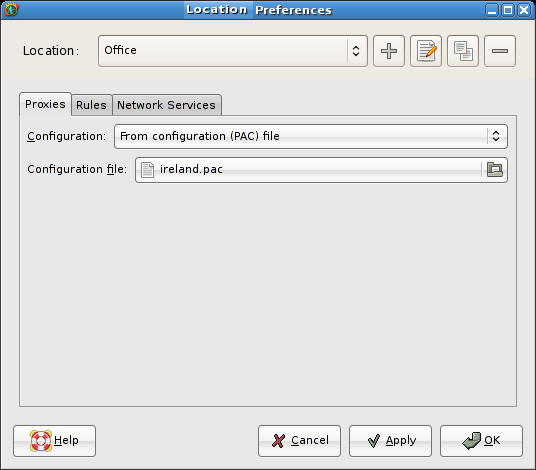 Location Preferences
Location: Office
Proxies Rules Network Services
Configuration: From configuration (PAC) file
Configuration file: ireland.pac
Help Cancel Apply OK